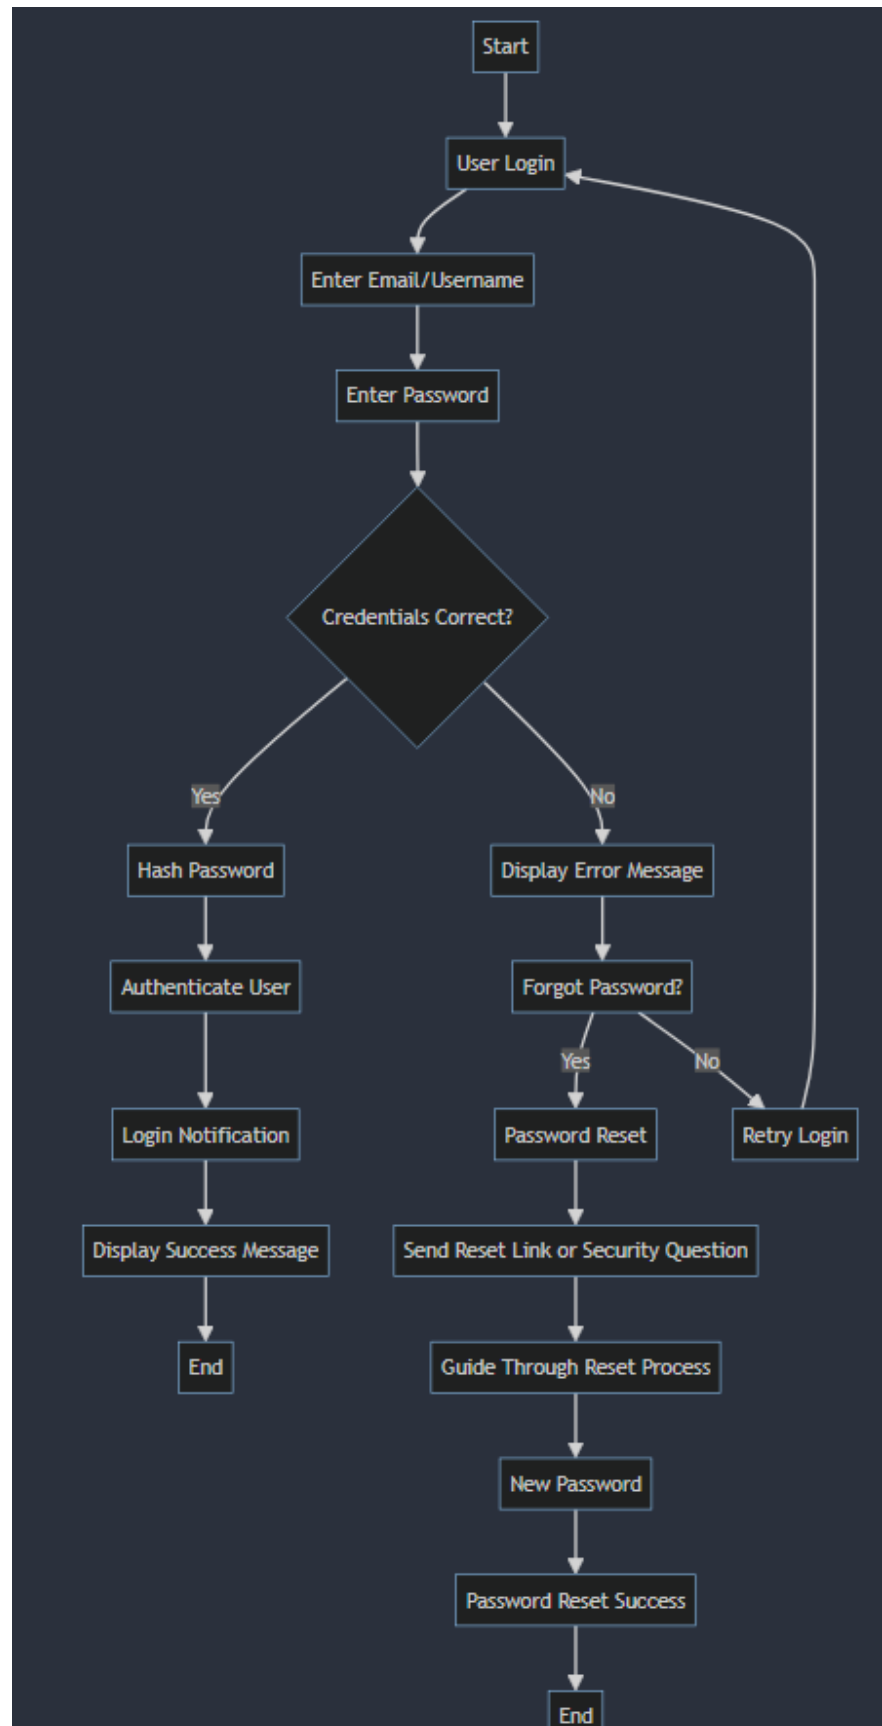 Start
User Login
Enter Email/Username
Enter Password
Credentials Correct?
Yes
No
Hash Password
Display Error Message
Authenticate User
Forgot Password?
Yes
No
Login Notification
Password Reset
Retry Login
Display Success Message
Send Reset Link or Security Question
End
Guide Through Reset Process
New Password
Password Reset Success
End